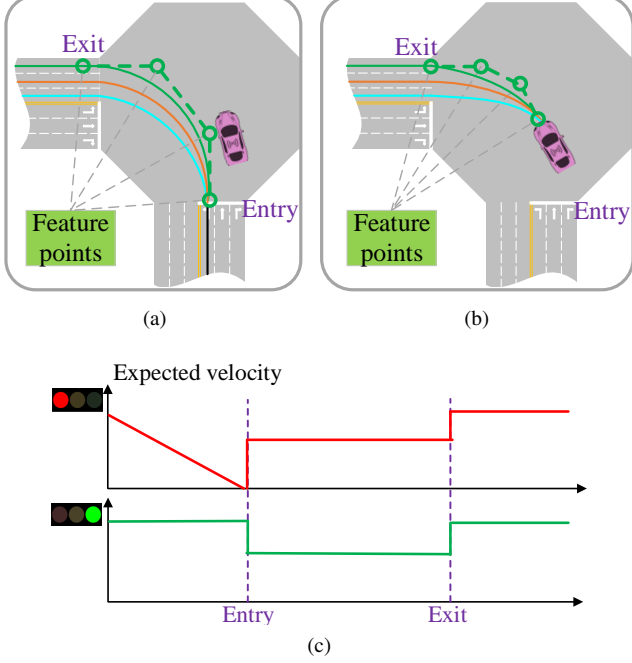 Exit
Entry
Feature
points
(a)
Exit
Entry
Feature
points
(b)
Expected velocity
Entry
Exit
(c)